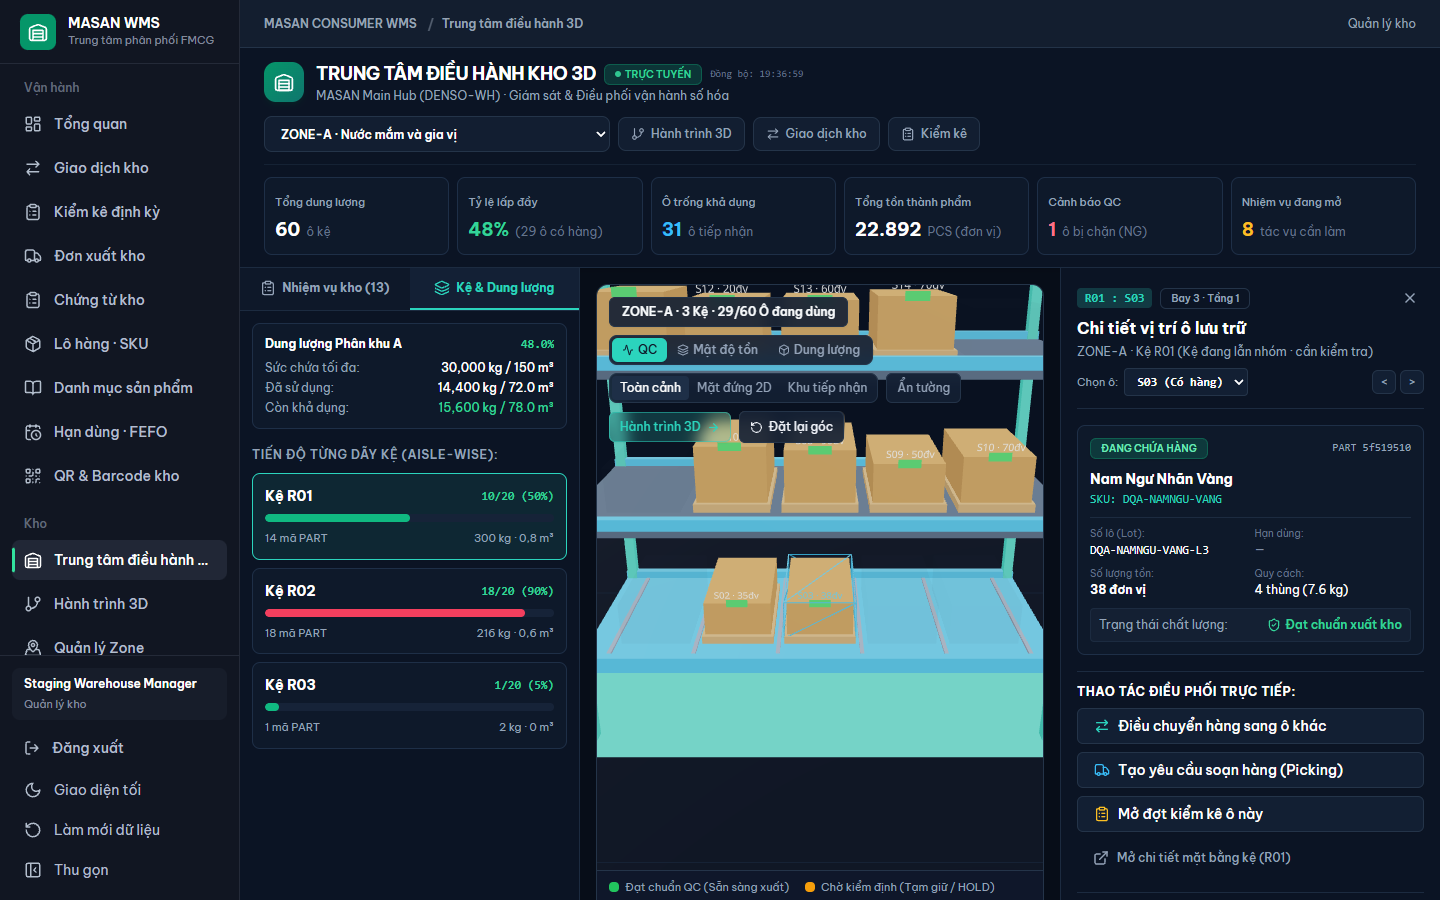 MASAN WMS
Trung tâm phân phối FMCG
Vận hành
Tổng quan
Giao dịch kho
Kiểm kê định kỳ
Đơn xuất kho
Chứng từ kho
Lô hàng · SKU
Danh mục sản phẩm
Hạn dùng · FEFO
QR & Barcode kho
Kho
Trung tâm điều hành ...
Hành trình 3D
Quản lý Zone
Staging Warehouse Manager
Quản lý kho
Đăng xuất
Giao diện tối
Làm mới dữ liệu
Thu gọn
MASAN CONSUMER WMS / Trung tâm điều hành 3D
Quản lý kho
TRUNG TÂM ĐIỀU HÀNH KHO 3D
TRỰC TUYẾN
Đồng bộ: 19:36:59
MASAN Main Hub (DENSO-WH) · Giám sát & Điều phối vận hành số hóa
ZONE-A · Nước mắm và gia vị
Hành trình 3D
Giao dịch kho
Kiểm kê
Tổng dung lượng
60 ô kệ
Tỷ lệ lấp đầy
48% (29 ô có hàng)
Ô trống khả dụng
31 ô tiếp nhận
Tổng tồn thành phẩm
22.892 PCS (đơn vị)
Cảnh báo QC
1 ô bị chặn (NG)
Nhiệm vụ đang mở
8 tác vụ cần làm
Nhiệm vụ kho (13)
Kệ & Dung lượng
Dung lượng Phân khu A
48.0%
Sức chứa tối đa:
30,000 kg / 150 m³
Đã sử dụng:
14,400 kg / 72.0 m³
Còn khả dụng:
15,600 kg / 78.0 m³
TIẾN ĐỘ TỪNG DÃY KỆ (AISLE-WISE):
Kệ R01
10/20 (50%)
14 mã PART
300 kg · 0,8 m³
Kệ R02
18/20 (90%)
18 mã PART
216 kg · 0,6 m³
Kệ R03
1/20 (5%)
1 mã PART
2 kg · 0 m³
S12 · 20đv
S13 · 60đv
S14 · 70đv
ZONE-A · 3 Kệ · 29/60 Ô đang dùng
QC
Mật độ tồn
Dung lượng
Toàn cảnh
Mặt đứng 2D
Khu tiếp nhận
Ẩn tường
Hành trình 3D →
Đặt lại góc
S09 · 50đv
S10 · 70đv
S02 · 35đv
Đạt chuẩn QC (Sẵn sàng xuất)
Chờ kiểm định (Tạm giữ / HOLD)
R01 : S03
Bay 3 · Tầng 1
Chi tiết vị trí ô lưu trữ
ZONE-A · Kệ R01 (Kệ đang lẫn nhóm · cần kiểm tra)
Chọn ô:
S03 (Có hàng)
<
>
ĐANG CHỨA HÀNG
PART 5f519510
Nam Ngư Nhãn Vàng
SKU: DQA-NAMNGU-VANG
Số lô (Lot):
Hạn dùng:
DQA-NAMNGU-VANG-L3
—
Số lượng tồn:
Quy cách:
38 đơn vị
4 thùng (7.6 kg)
Trạng thái chất lượng:
Đạt chuẩn xuất kho
THAO TÁC ĐIỀU PHỐI TRỰC TIẾP:
Điều chuyển hàng sang ô khác
Tạo yêu cầu soạn hàng (Picking)
Mở đợt kiểm kê ô này
Mở chi tiết mặt bằng kệ (R01)